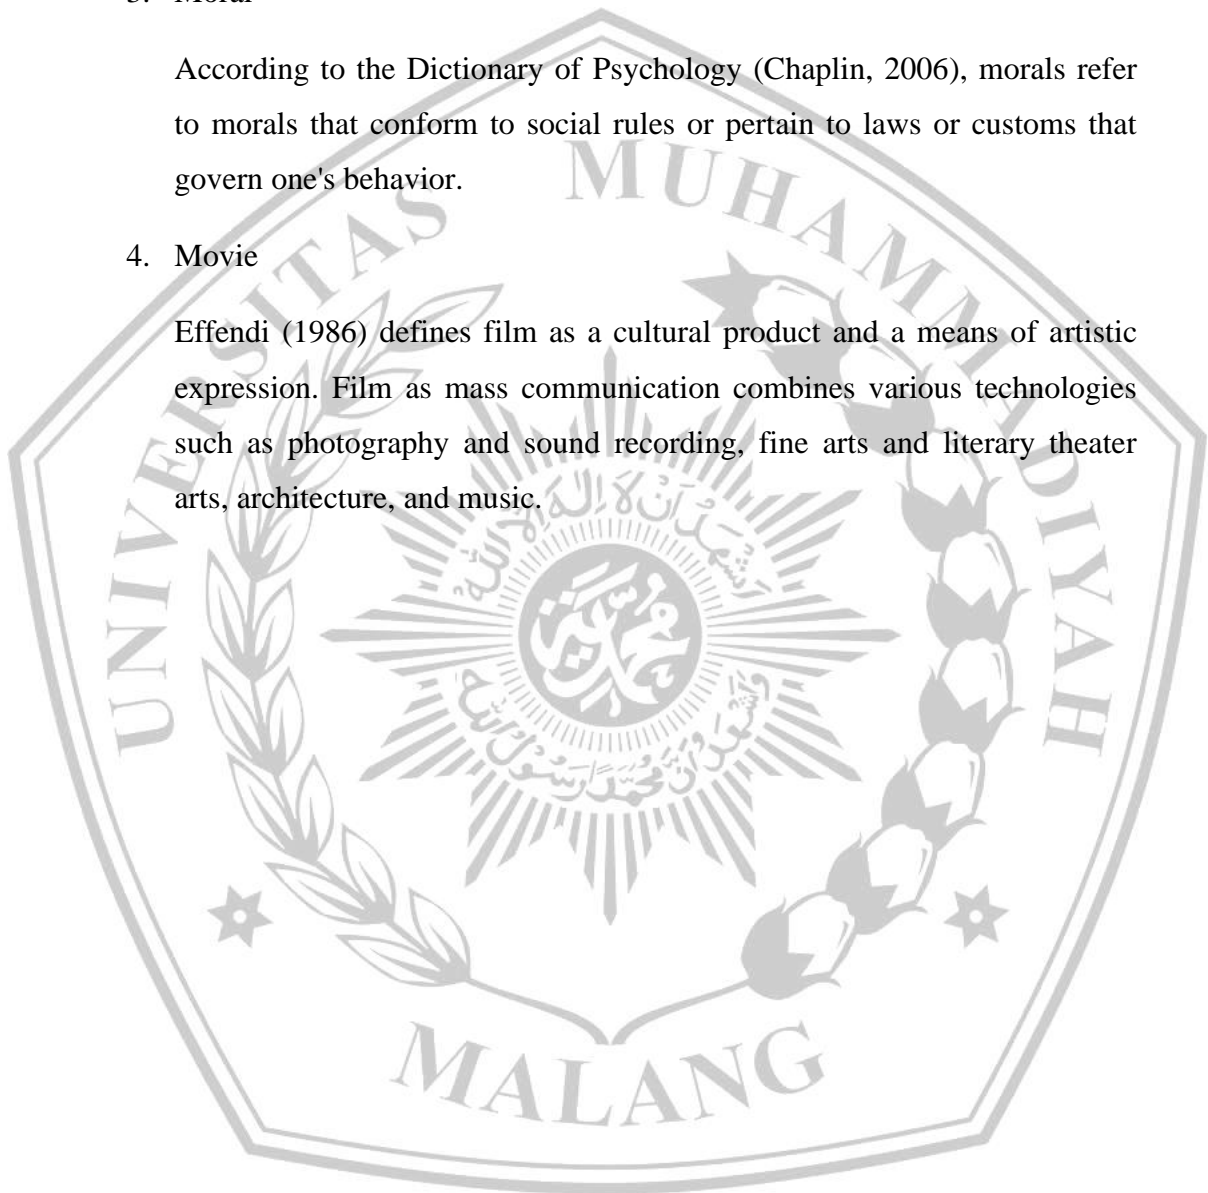 3. Moral
According to the Dictionary of Psychology (Chaplin, 2006), morals refer
to morals that conform to social rules or pertain to laws or customs that
govern one's behavior.
4. Movie
Effendi (1986) defines film as a cultural product and a means of artistic
expression. Film as mass communication combines various technologies
such as photography and sound recording, fine arts and literary theater
arts, architecture, and music.
UNIVERSITAS MUHAMMADIYAH
MALANG